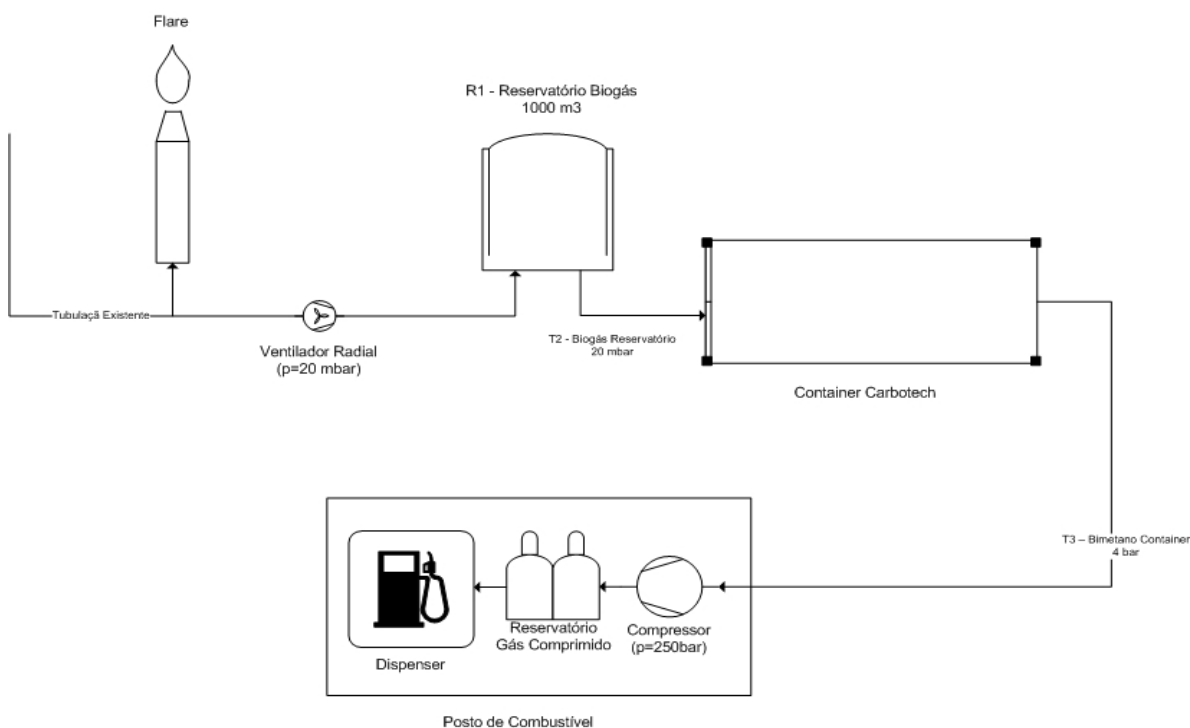 Flare
R1 - Reservatório Biogás
1000 m3
Tubulaçã Existente
Ventilador Radial
(p=20 mbar)
T2 - Biogás Reservatório
20 mbar
Container Carbotech
T3 – Bimetano Container
4 bar
Reservatório
Gás Comprimido
Compressor
(p=250bar)
Dispenser
Posto de Combustível